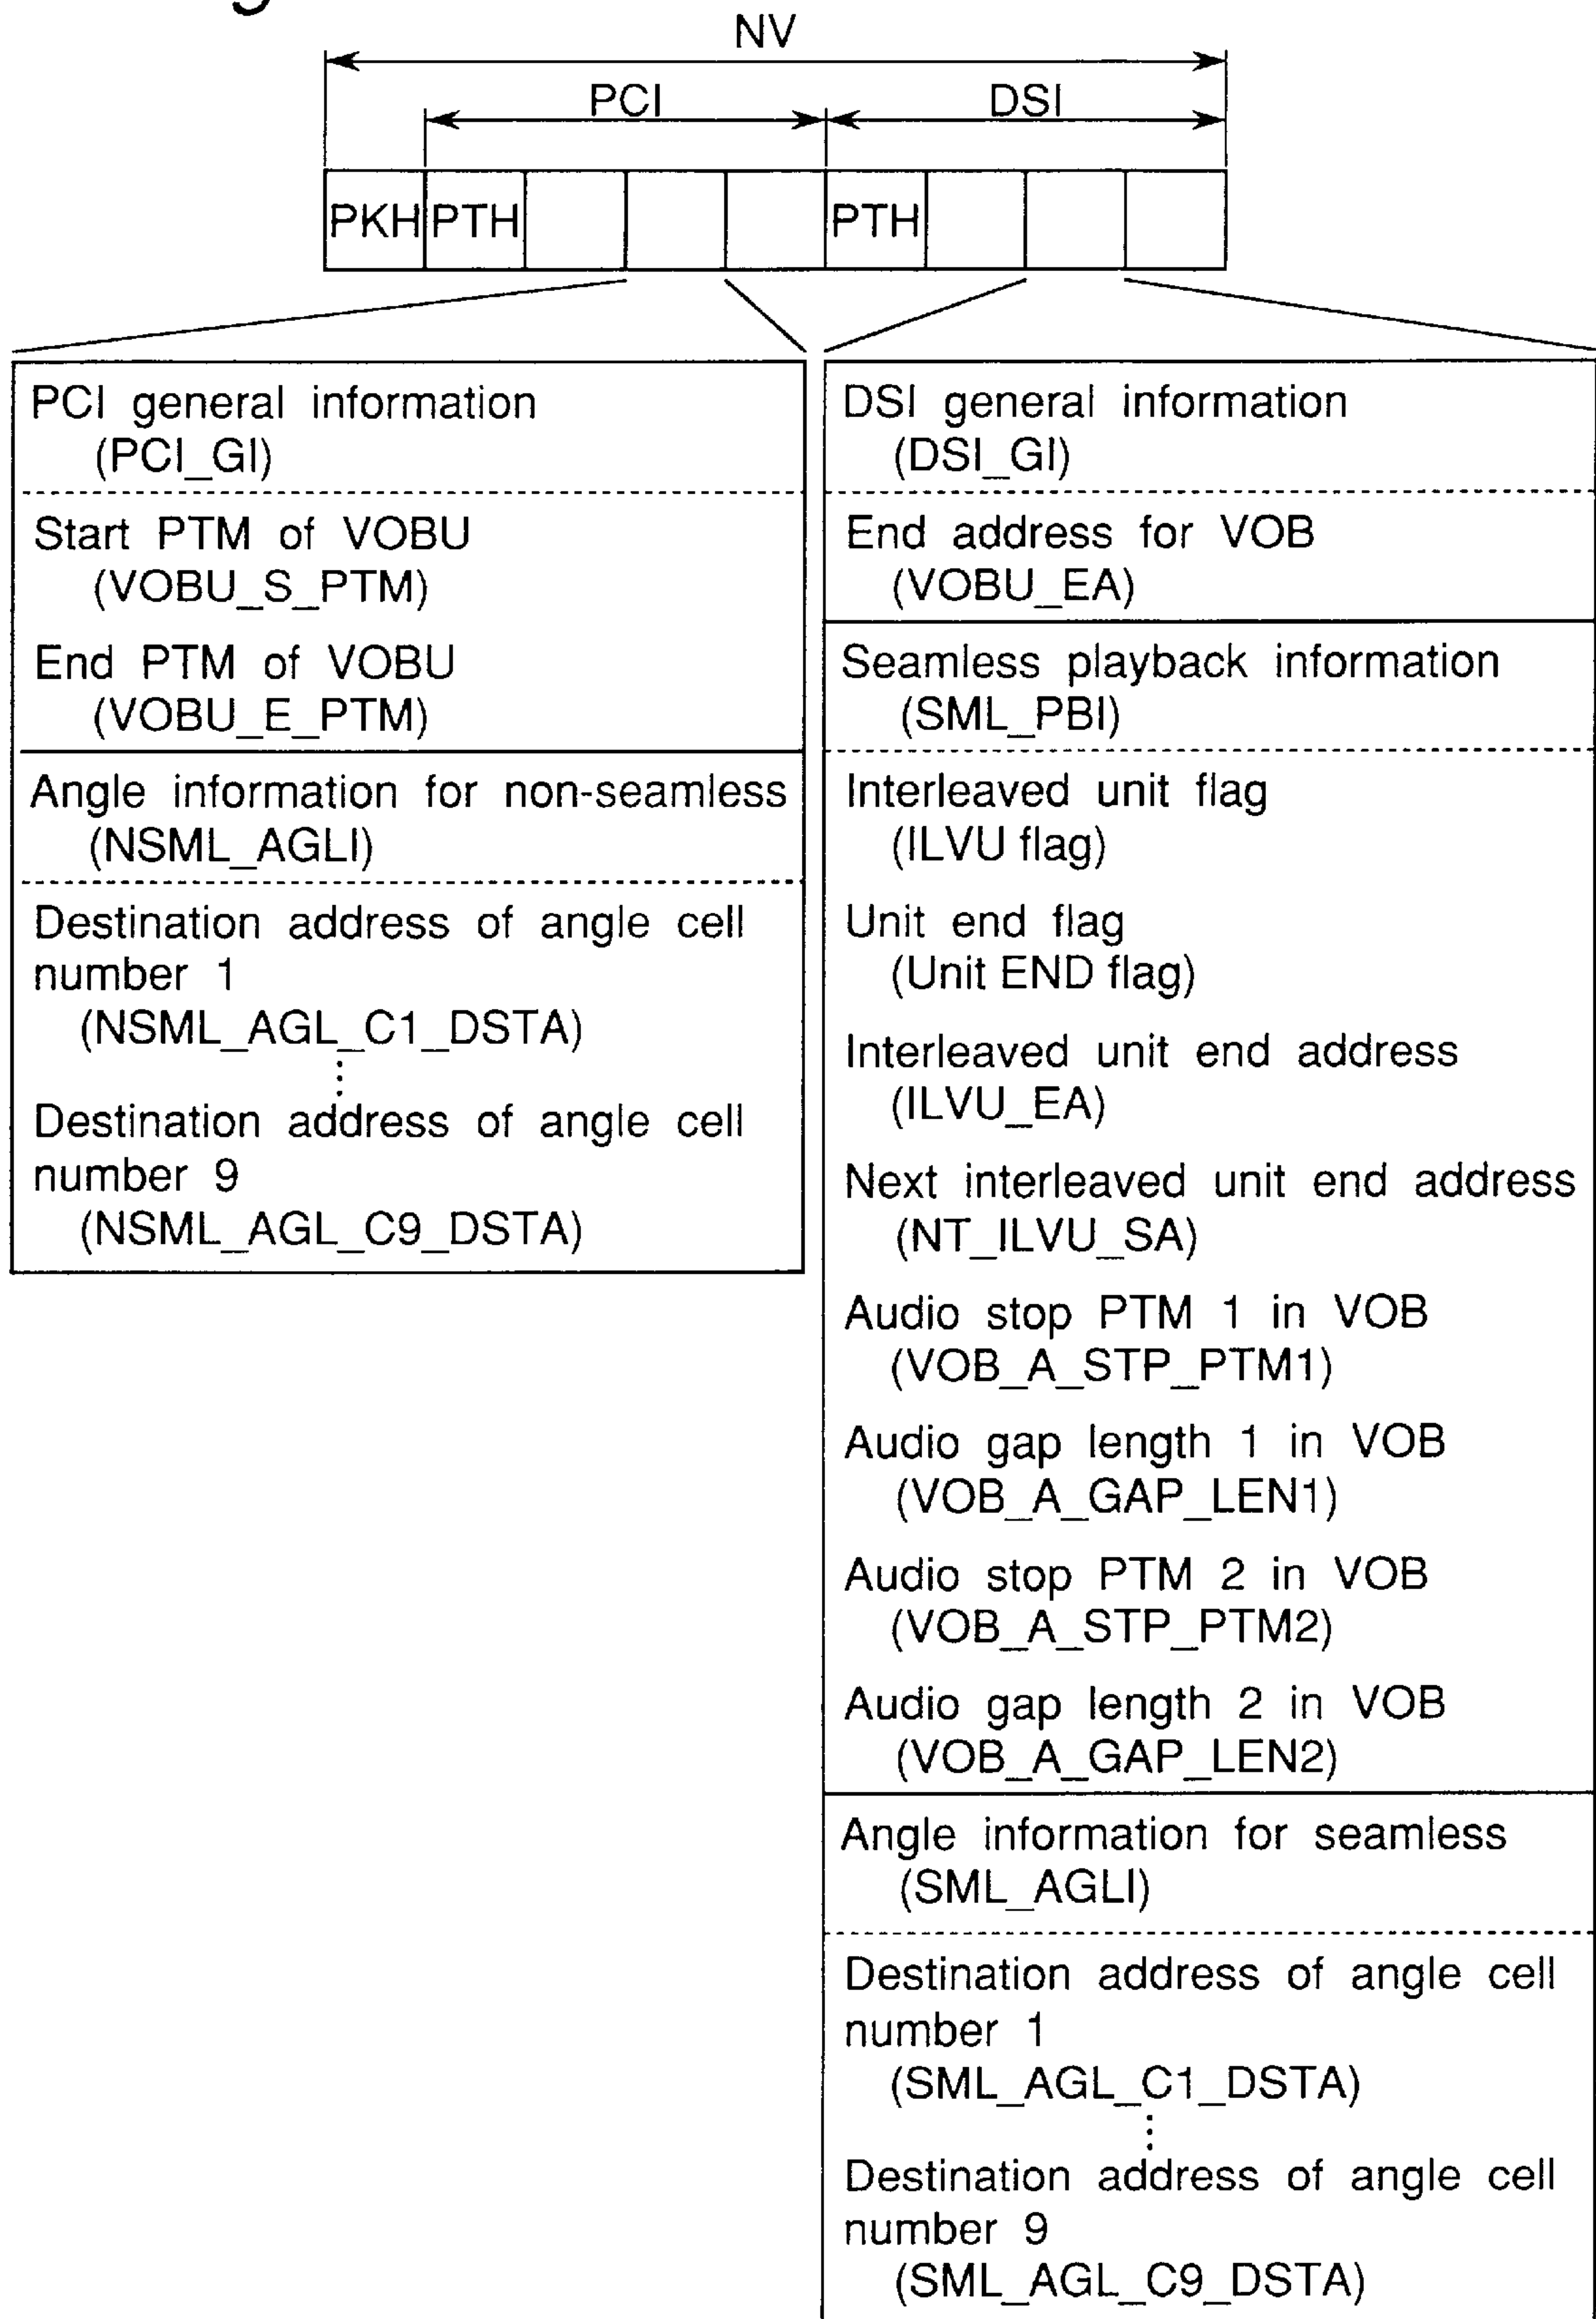 NV
PCI DSI
PKH PTH PTH
PCI general information
(PCI_GI)
Start PTM of VOBU
(VOBU_S_PTM)
End PTM of VOBU
(VOBU_E_PTM)
Angle information for non-seamless
(NSML_AGLI)
Destination address of angle cell
number 1
(NSML_AGL_C1_DSTA)
Destination address of angle cell
number 9
(NSML_AGL_C9_DSTA)
DSI general information
(DSI_GI)
End address for VOB
(VOBU_EA)
Seamless playback information
(SML_PBI)
Interleaved unit flag
(ILVU flag)
Unit end flag
(Unit END flag)
Interleaved unit end address
(ILVU_EA)
Next interleaved unit end address
(NT_ILVU_SA)
Audio stop PTM 1 in VOB
(VOB_A_STP_PTM1)
Audio gap length 1 in VOB
(VOB_A_GAP_LEN1)
Audio stop PTM 2 in VOB
(VOB_A_STP_PTM2)
Audio gap length 2 in VOB
(VOB_A_GAP_LEN2)
Angle information for seamless
(SML_AGLI)
Destination address of angle cell
number 1
(SML_AGL_C1_DSTA)
Destination address of angle cell
number 9
(SML_AGL_C9_DSTA)